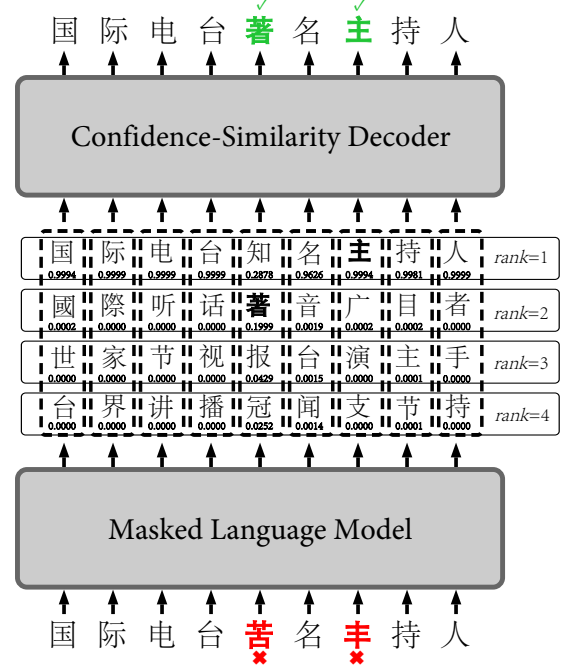 ✓ ✓
国 际 电 台 著 名 主 持 人
Confidence-Similarity Decoder
国 际 电 台 知 名 主 持 人 rank=1
0.9994 0.9999 0.9999 0.9999 0.2878 0.9626 0.9994 0.9981 0.9999
國 際 听 话 著 音 广 目 者 rank=2
0.0002 0.0000 0.0000 0.0000 0.1999 0.0019 0.0002 0.0002 0.0000
世 家 节 视 报 台 演 主 手 rank=3
0.0000 0.0000 0.0000 0.0000 0.0429 0.0015 0.0000 0.0001 0.0000
台 界 讲 播 冠 闻 支 节 持 rank=4
0.0000 0.0000 0.0000 0.0000 0.0252 0.0014 0.0000 0.0001 0.0000
Masked Language Model
国 际 电 台 苦 名 丰 持 人
✖ ✖